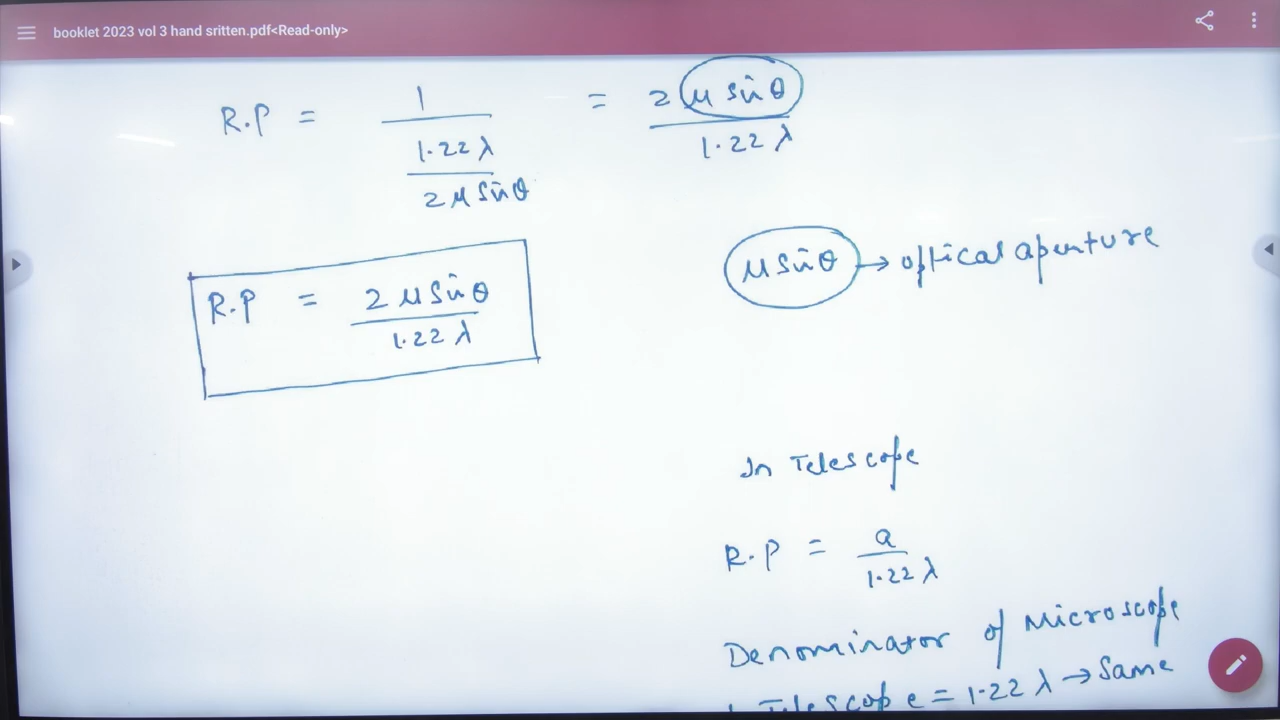 booklet 2023 vol 3 hand sritten.pdf<Read-only>
R.P = 1 / (1.22 λ / 2 μ sin θ) = 2 μ sin θ / 1.22 λ
μ sin θ → optical aperture
R.P = 2 μ sin θ / 1.22 λ
In Telescope
R.P = a / 1.22 λ
Denominator of Microscope
Telescope = 1.22 λ → Same